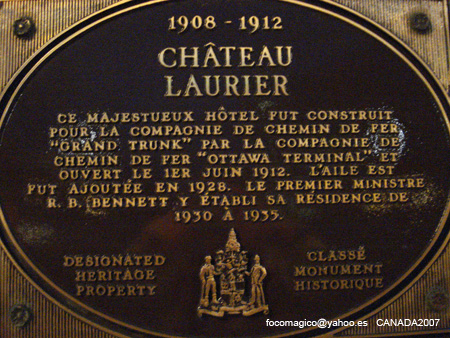 1908 - 1912
CHÂTEAU
LAURIER
CE MAJESTUEUX HÔTEL FUT CONSTRUIT
POUR LA COMPAGNIE DE CHEMIN DE FER
"GRAND TRUNK" PAR LA COMPAGNIE DE
CHEMIN DE FER "OTTAWA TERMINAL" ET
OUVERT LE 1ER JUIN 1912. L'AILE EST
FUT AJOUTÉE EN 1928. LE PREMIER MINISTRE
R. B. BENNETT Y ÉTABLI SA RÉSIDENCE DE
1930 À 1935.
DESIGNATED
HERITAGE
PROPERTY
CLASSÉ
MONUMENT
HISTORIQUE
focomagico@yahoo.es CANADA2007